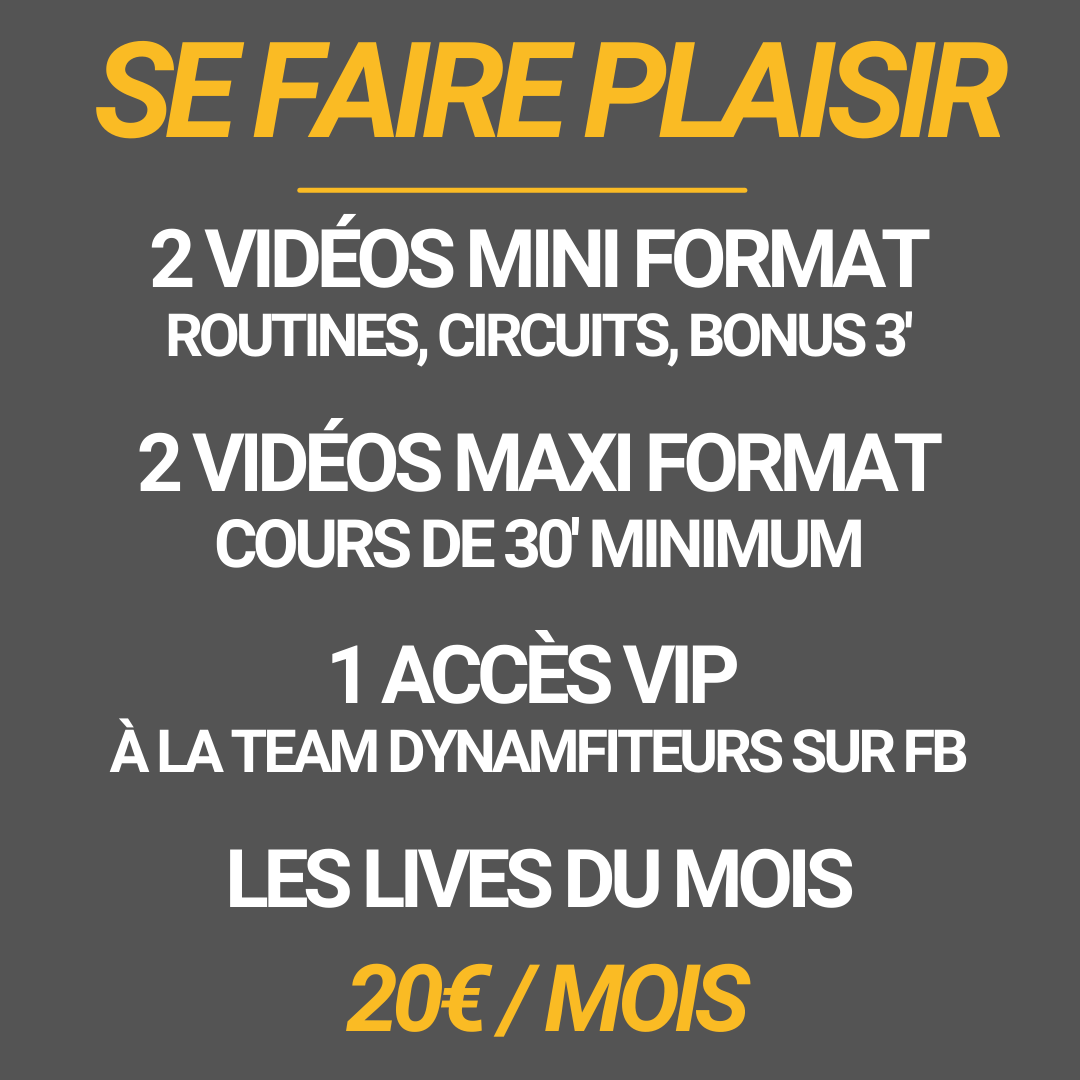 SE FAIRE PLAISIR
2 VIDÉOS MINI FORMAT
ROUTINES, CIRCUITS, BONUS 3'
2 VIDÉOS MAXI FORMAT
COURS DE 30' MINIMUM
1 ACCÈS VIP
À LA TEAM DYNAMFITEURS SUR FB
LES LIVES DU MOIS
20€ / MOIS